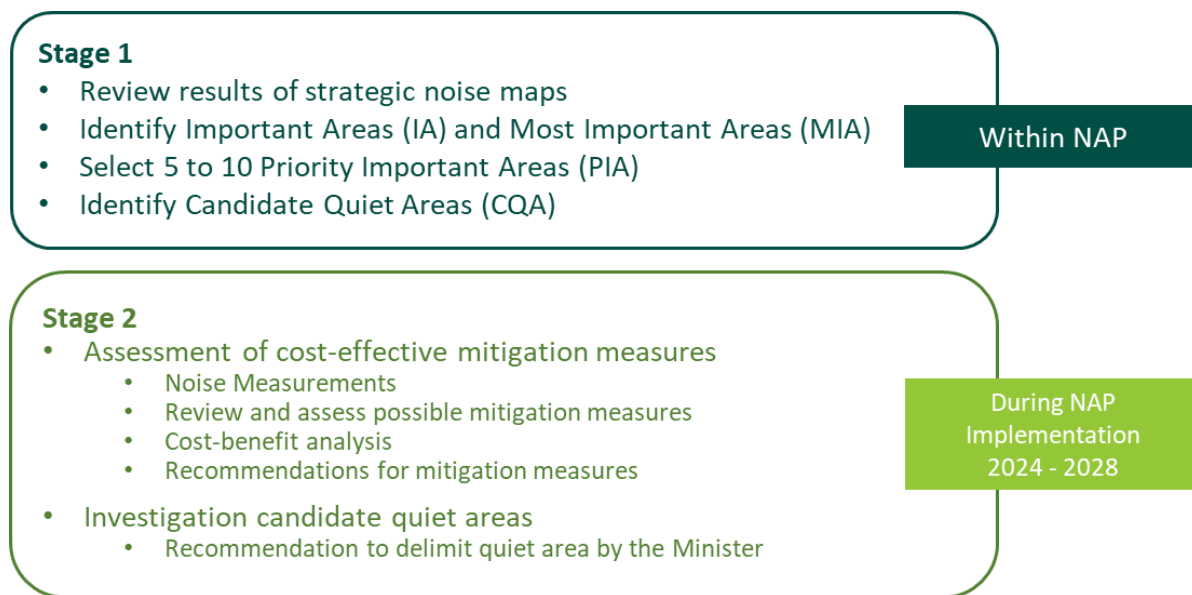 Stage 1
• Review results of strategic noise maps
• Identify Important Areas (IA) and Most Important Areas (MIA)
• Select 5 to 10 Priority Important Areas (PIA)
• Identify Candidate Quiet Areas (CQA)
Within NAP
Stage 2
• Assessment of cost-effective mitigation measures
• Noise Measurements
• Review and assess possible mitigation measures
• Cost-benefit analysis
• Recommendations for mitigation measures
• Investigation candidate quiet areas
• Recommendation to delimit quiet area by the Minister
During NAP
Implementation
2024 - 2028